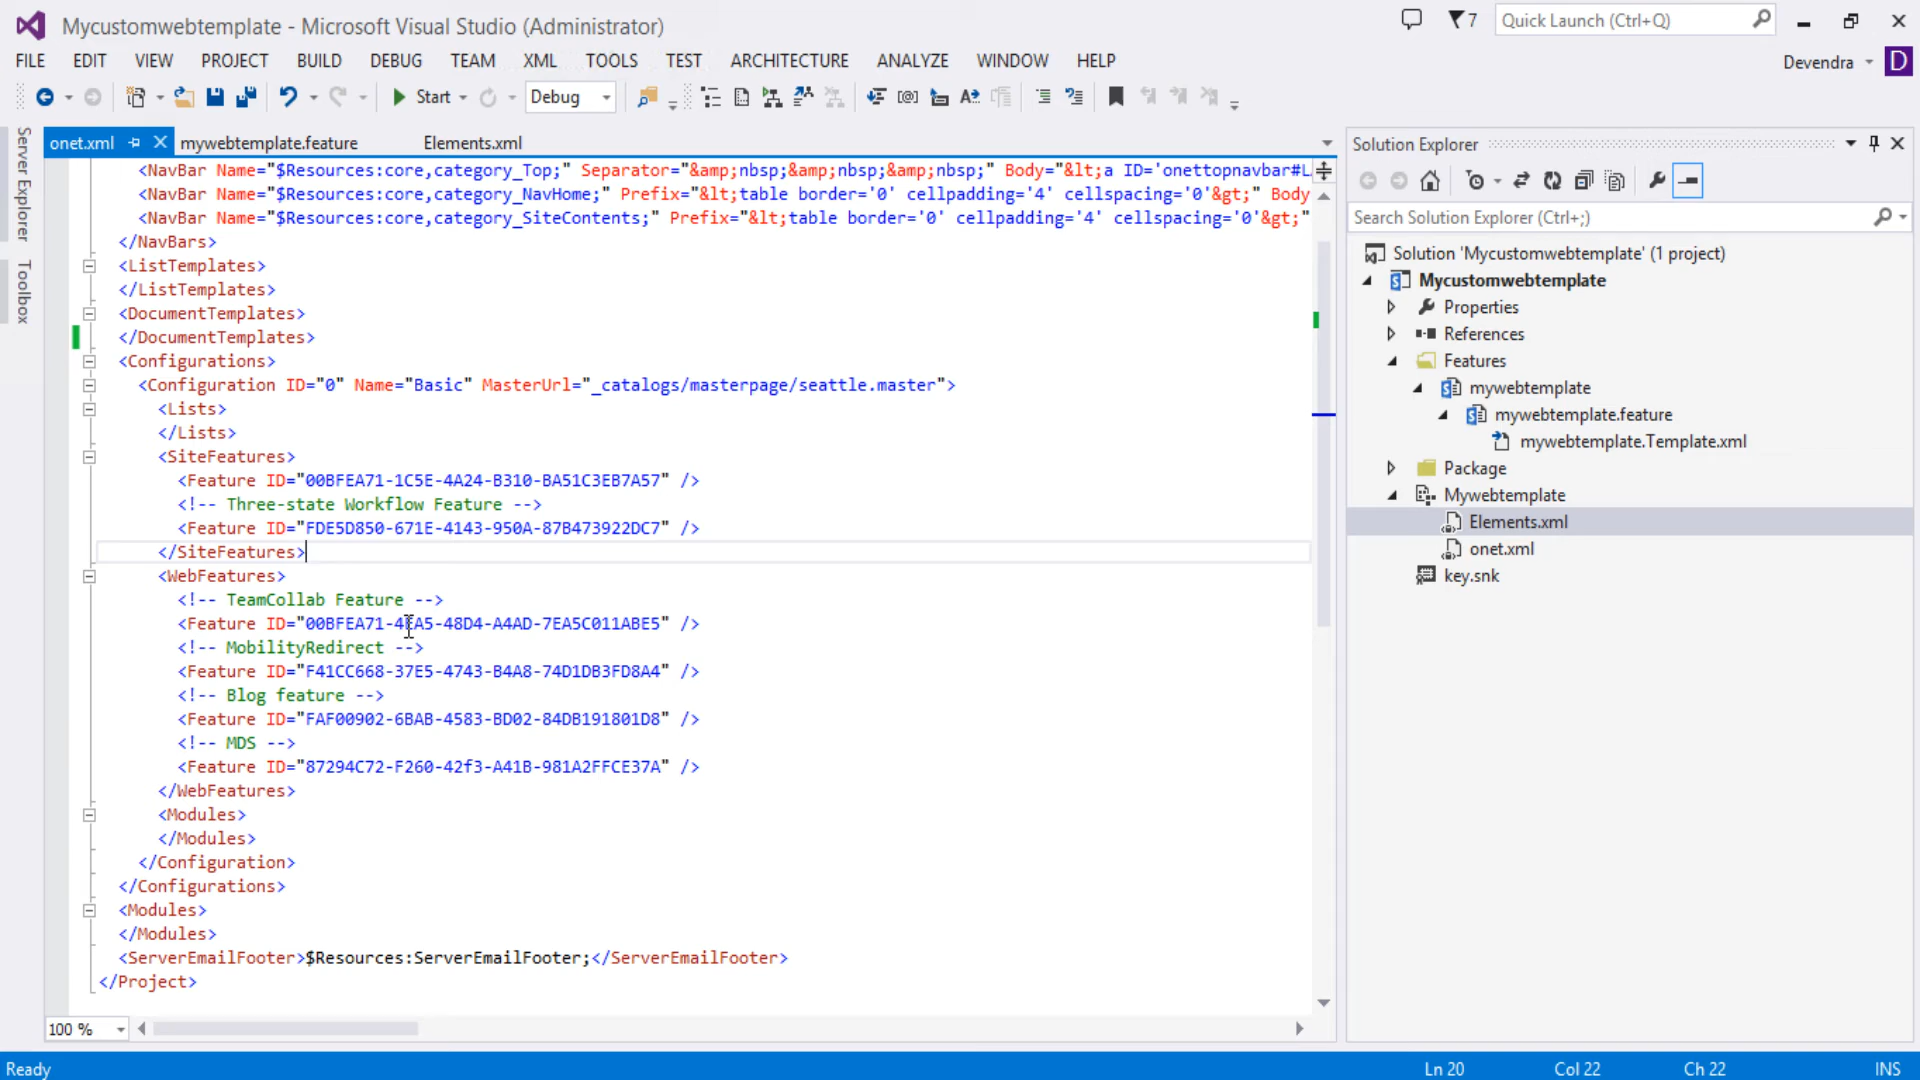 Mycustomwebtemplate - Microsoft Visual Studio (Administrator)
7
Quick Launch (Ctrl+Q)
FILE EDIT VIEW PROJECT BUILD DEBUG TEAM XML TOOLS TEST ARCHITECTURE ANALYZE WINDOW HELP
Devendra
D
Start
Debug
Server Explorer
Toolbox
onet.xml
mywebtemplate.feature
Elements.xml
<NavBar Name="$Resources:core,category_Top;" Separator="&amp;nbsp;&amp;nbsp;&amp;nbsp;" Body="&lt;a ID='onettopnavbar#L
<NavBar Name="$Resources:core,category_NavHome;" Prefix="&lt;table border='0' cellpadding='4' cellspacing='0'&gt;" Body
<NavBar Name="$Resources:core,category_SiteContents;" Prefix="&lt;table border='0' cellpadding='4' cellspacing='0'&gt;"
</NavBars>
<ListTemplates>
</ListTemplates>
<DocumentTemplates>
</DocumentTemplates>
<Configurations>
<Configuration ID="0" Name="Basic" MasterUrl="_catalogs/masterpage/seattle.master">
<Lists>
</Lists>
<SiteFeatures>
<Feature ID="00BFEA71-1C5E-4A24-B310-BA51C3EB7A57" />
<!-- Three-state Workflow Feature -->
<Feature ID="FDE5D850-671E-4143-950A-87B473922DC7" />
</SiteFeatures>
<WebFeatures>
<!-- TeamCollab Feature -->
<Feature ID="00BFEA71-4EA5-48D4-A4AD-7EA5C011ABE5" />
<!-- MobilityRedirect -->
<Feature ID="F41CC668-37E5-4743-B4A8-74D1DB3FD8A4" />
<!-- Blog feature -->
<Feature ID="FAF00902-6BAB-4583-BD02-84DB191801D8" />
<!-- MDS -->
<Feature ID="87294C72-F260-42f3-A41B-981A2FFCE37A" />
</WebFeatures>
<Modules>
</Modules>
</Configuration>
</Configurations>
<Modules>
</Modules>
<ServerEmailFooter>$Resources:ServerEmailFooter;</ServerEmailFooter>
</Project>
100 %
Solution Explorer
Search Solution Explorer (Ctrl+;)
Solution 'Mycustomwebtemplate' (1 project)
Mycustomwebtemplate
Properties
References
Features
mywebtemplate
mywebtemplate.feature
mywebtemplate.Template.xml
Package
Mywebtemplate
Elements.xml
onet.xml
key.snk
Ready
Ln 20
Col 22
Ch 22
INS